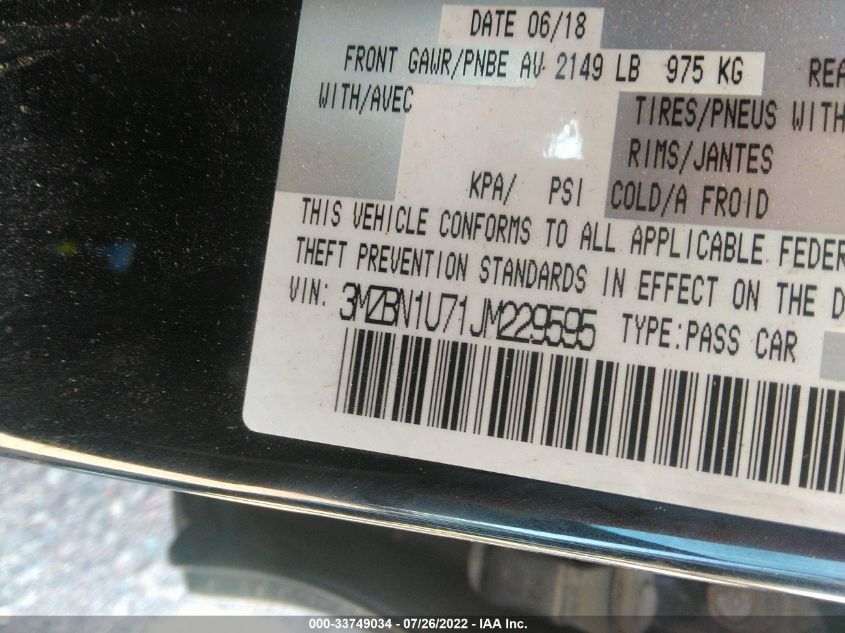 DATE 06/18
FRONT GAWR/PNBE AV 2149 LB 975 KG
WITH/AVEC
TIRES/PNEUS WITH
RIMS/JANTES
KPA/ PSI COLD/A FROID
THIS VEHICLE CONFORMS TO ALL APPLICABLE FEDER
THEFT PREVENTION STANDARDS IN EFFECT ON THE D
VIN: 3MZBN1U71JM229595 TYPE:PASS CAR
000-33749034 - 07/26/2022 - IAA Inc.